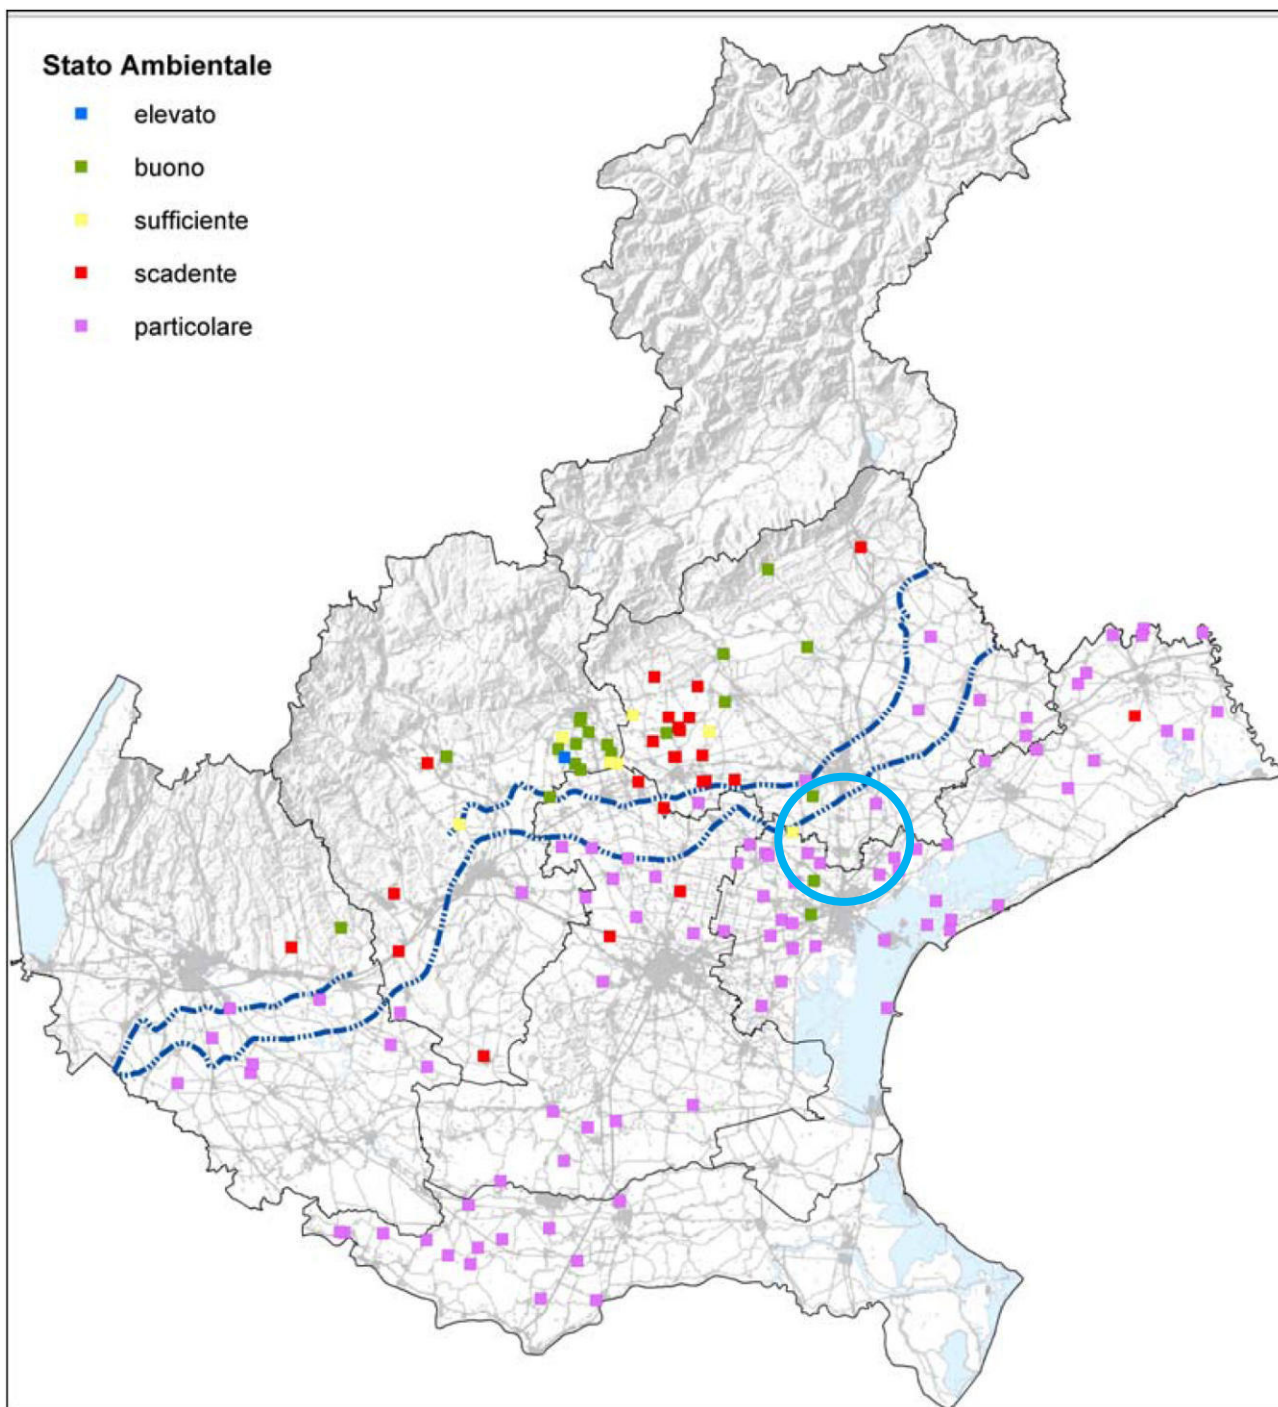 Stato Ambientale
elevato
buono
sufficiente
scadente
particolare